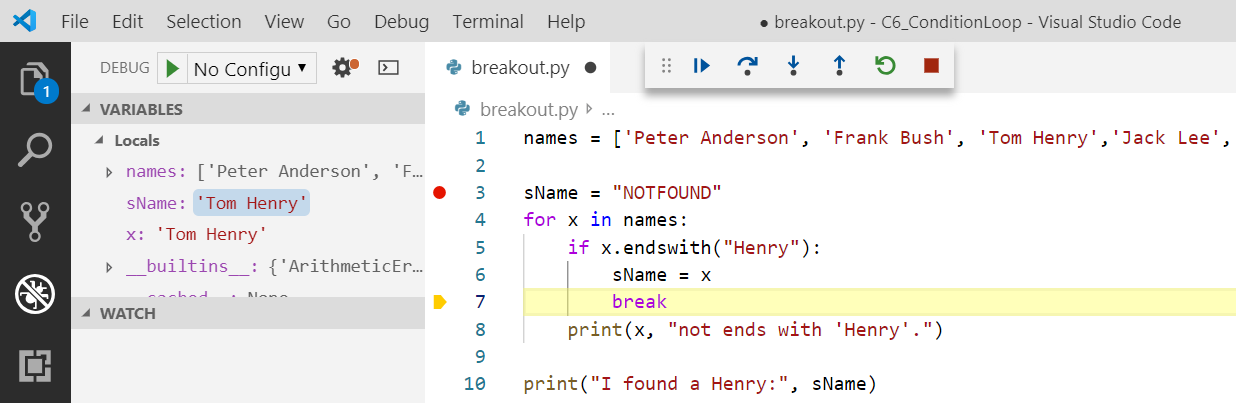 File Edit Selection View Go Debug Terminal Help ● breakout.py - C6_ConditionLoop - Visual Studio Code
1
DEBUG No Configu
VARIABLES
Locals
names: ['Peter Anderson', 'F...
sName: 'Tom Henry'
x: 'Tom Henry'
__builtins__: {'ArithmeticEr...
__cached__: None
WATCH
breakout.py ●
breakout.py ...
1 names = ['Peter Anderson', 'Frank Bush', 'Tom Henry','Jack Lee',
2
3 sName = "NOTFOUND"
4 for x in names:
5 if x.endswith("Henry"):
6 sName = x
7 break
8 print(x, "not ends with 'Henry'.")
9
10 print("I found a Henry:", sName)